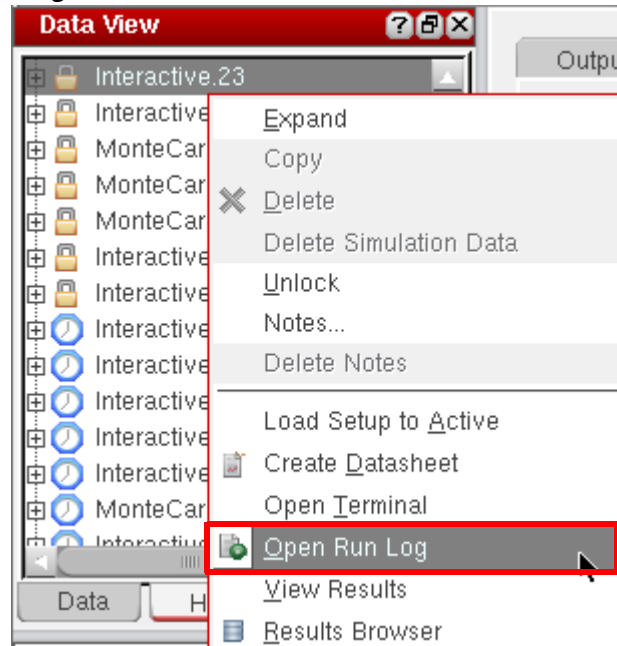 Data View
Outpu
Interactive.23
Interactive
MonteCar
MonteCar
MonteCar
Interactive
Interactive
Interactive
Interactive
Interactive
Interactive
Interactive
MonteCar
Interactive
Expand
Copy
Delete
Delete Simulation Data
Unlock
Notes...
Delete Notes
Load Setup to Active
Create Datasheet
Open Terminal
Open Run Log
View Results
Results Browser
Data
H